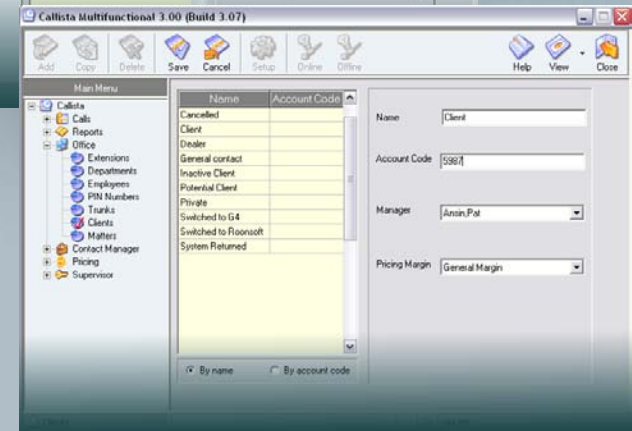 Callista Multifunctional 3.00 (Build 3.07)
Add Copy Delete Save Cancel Setup Online Offline Help View Close
Main Menu
Callista
Calls
Reports
Office
Extensions
Departments
Employees
PIN Numbers
Trunks
Clients
Matters
Contact Manager
Pricing
Supervisor
Name Account Code
Cancelled
Client
Dealer
General contact
Inactive Client
Potential Client
Private
Switched to G4
Switched to Roonsoft
System Returned
By name By account code
Name Client
Account Code 5987
Manager Ansin,Pat
Pricing Margin General Margin